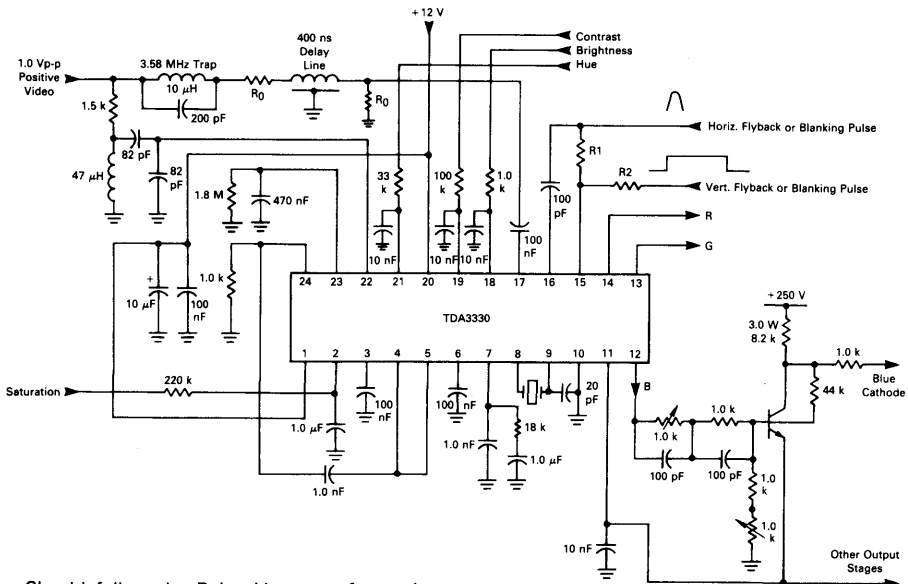 +12 V
400 ns
Delay
Line
Contrast
Brightness
Hue
1.0 Vp-p
Positive
Video
3.58 MHz Trap
10 μH
200 pF
R0
R0
1.5 k
82 pF
82
pF
47 μH
1.8 M
470 nF
33
k
100
k
1.0
k
10 nF
10 nF
10 nF
100
nF
100
pF
R1
Horiz. Flyback or Blanking Pulse
R2
Vert. Flyback or Blanking Pulse
R
G
+
10 μF
100
nF
1.0 k
24 23 22 21 20 19 18 17 16 15 14 13
TDA3330
1 2 3 4 5 6 7 8 9 10 11 12
+250 V
3.0 W
8.2 k
1.0 k
Blue
Cathode
44 k
Saturation
220 k
1.0 μF
100
nF
1.0 nF
100
nF
1.0 nF
18 k
1.0 μF
20
pF
B
1.0 k
1.0 k
100 pF
100 pF
1.0
k
1.0
k
10 nF
Other Output
Stages